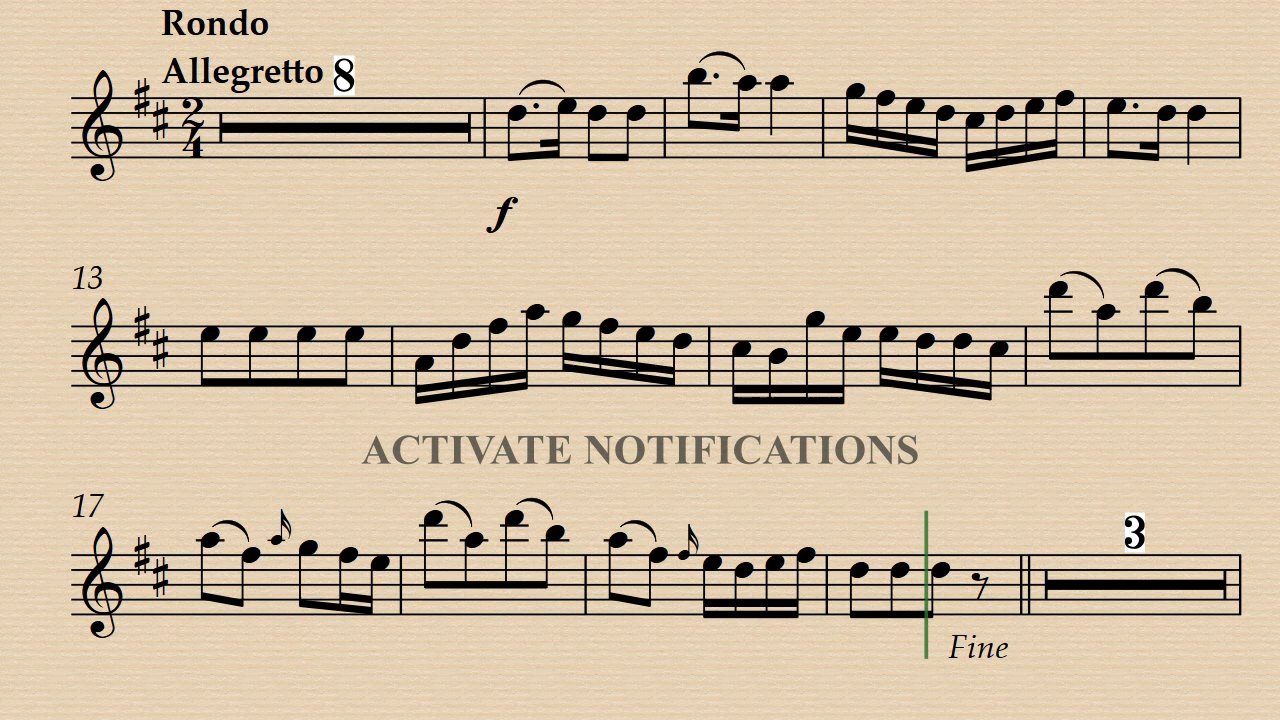 Rondo
Allegretto 8
2
4
f
13
ACTIVATE NOTIFICATIONS
17
3
Fine